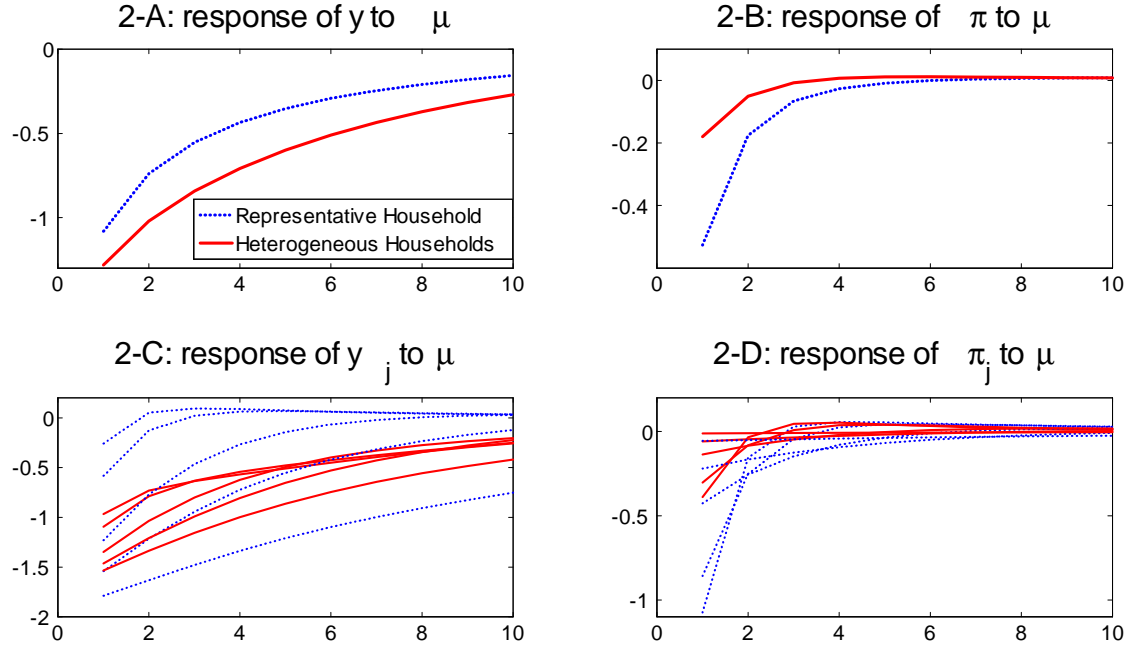 2-A: response of y to μ
0
-0.5
-1
0 2 4 6 8 10
Representative Household
Heterogeneous Households
2-B: response of π to μ
0
-0.2
-0.4
0 2 4 6 8 10
2-C: response of y j to μ
0
-0.5
-1
-1.5
-2
0 2 4 6 8 10
2-D: response of π j to μ
0
-0.5
-1
0 2 4 6 8 10